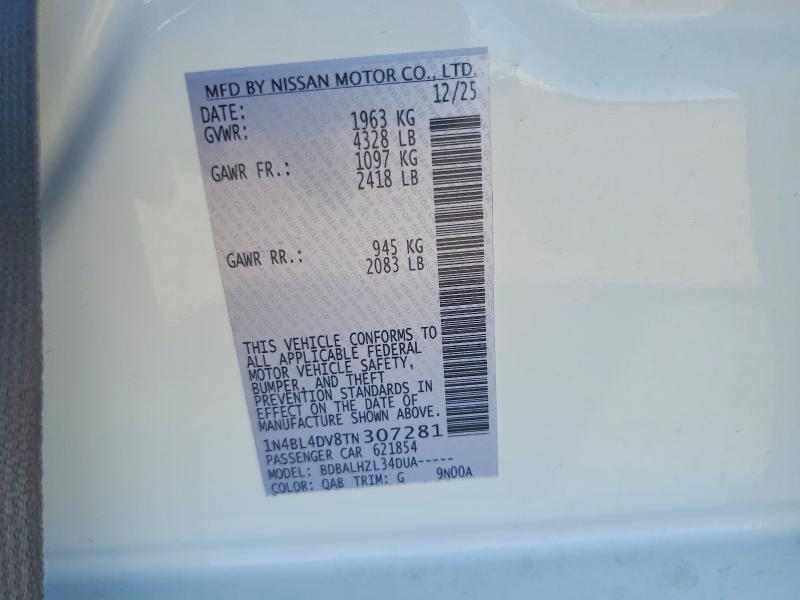 MFD BY NISSAN MOTOR CO., LTD.
DATE: 12/25
GVWR: 1963 KG
4328 LB
GAWR FR.: 1097 KG
2418 LB
GAWR RR.: 945 KG
2083 LB
THIS VEHICLE CONFORMS TO
ALL APPLICABLE FEDERAL
MOTOR VEHICLE SAFETY,
BUMPER, AND THEFT
PREVENTION STANDARDS IN
EFFECT ON THE DATE OF
MANUFACTURE SHOWN ABOVE.
1N4BL4DV8TN307281
PASSENGER CAR 621854
MODEL: BDBALHZL34DUA-----
COLOR: QAB TRIM: G 9N00A